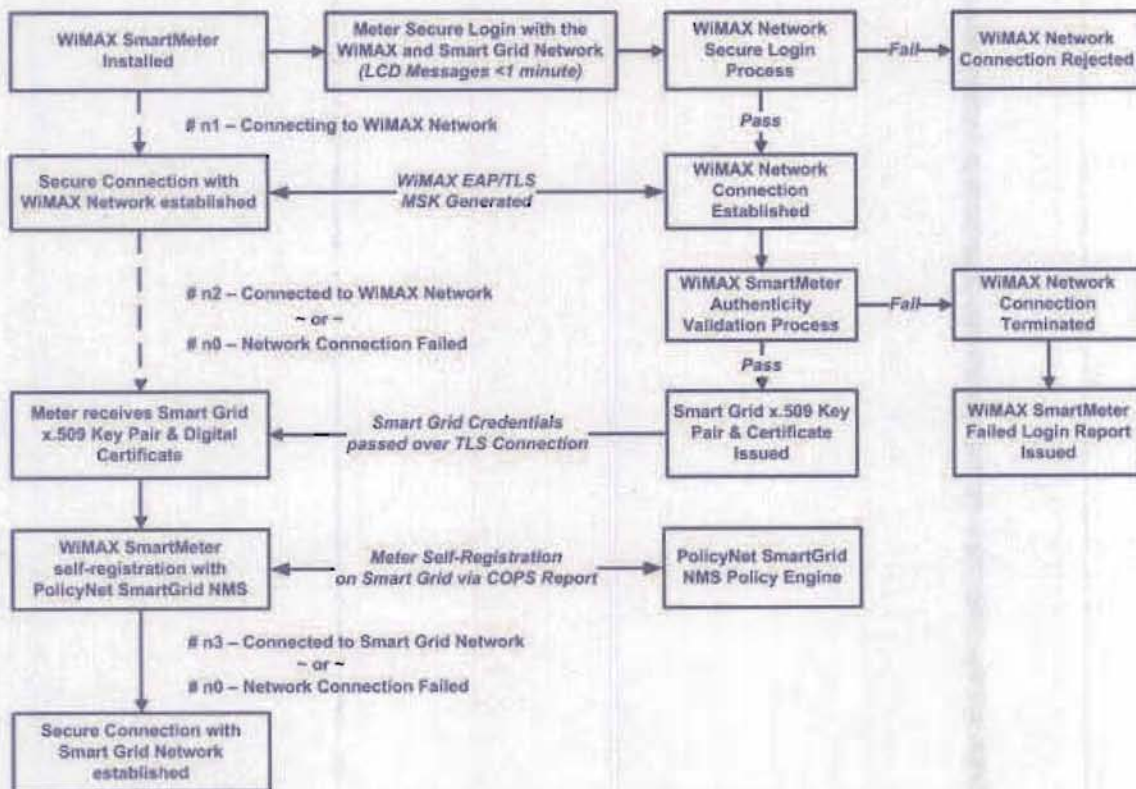 WiMAX SmartMeter
Installed
Meter Secure Login with the
WiMAX and Smart Grid Network
(LCD Messages <1 minute)
WiMAX Network
Secure Login
Process
Fail
WiMAX Network
Connection Rejected
# n1 – Connecting to WiMAX Network
Pass
Secure Connection with
WiMAX Network established
WiMAX EAP/TLS
MSK Generated
WiMAX Network
Connection
Established
# n2 – Connected to WiMAX Network
~ or ~
# n0 – Network Connection Failed
WiMAX SmartMeter
Authenticity
Validation Process
Fail
WiMAX Network
Connection
Terminated
Pass
Meter receives Smart Grid
x.509 Key Pair & Digital
Certificate
Smart Grid Credentials
passed over TLS Connection
Smart Grid x.509 Key
Pair & Certificate
Issued
WiMAX SmartMeter
Failed Login Report
Issued
WiMAX SmartMeter
self-registration with
PolicyNet SmartGrid NMS
Meter Self-Registration
on Smart Grid via COPS Report
PolicyNet SmartGrid
NMS Policy Engine
# n3 – Connected to Smart Grid Network
~ or ~
# n0 – Network Connection Failed
Secure Connection with
Smart Grid Network
established